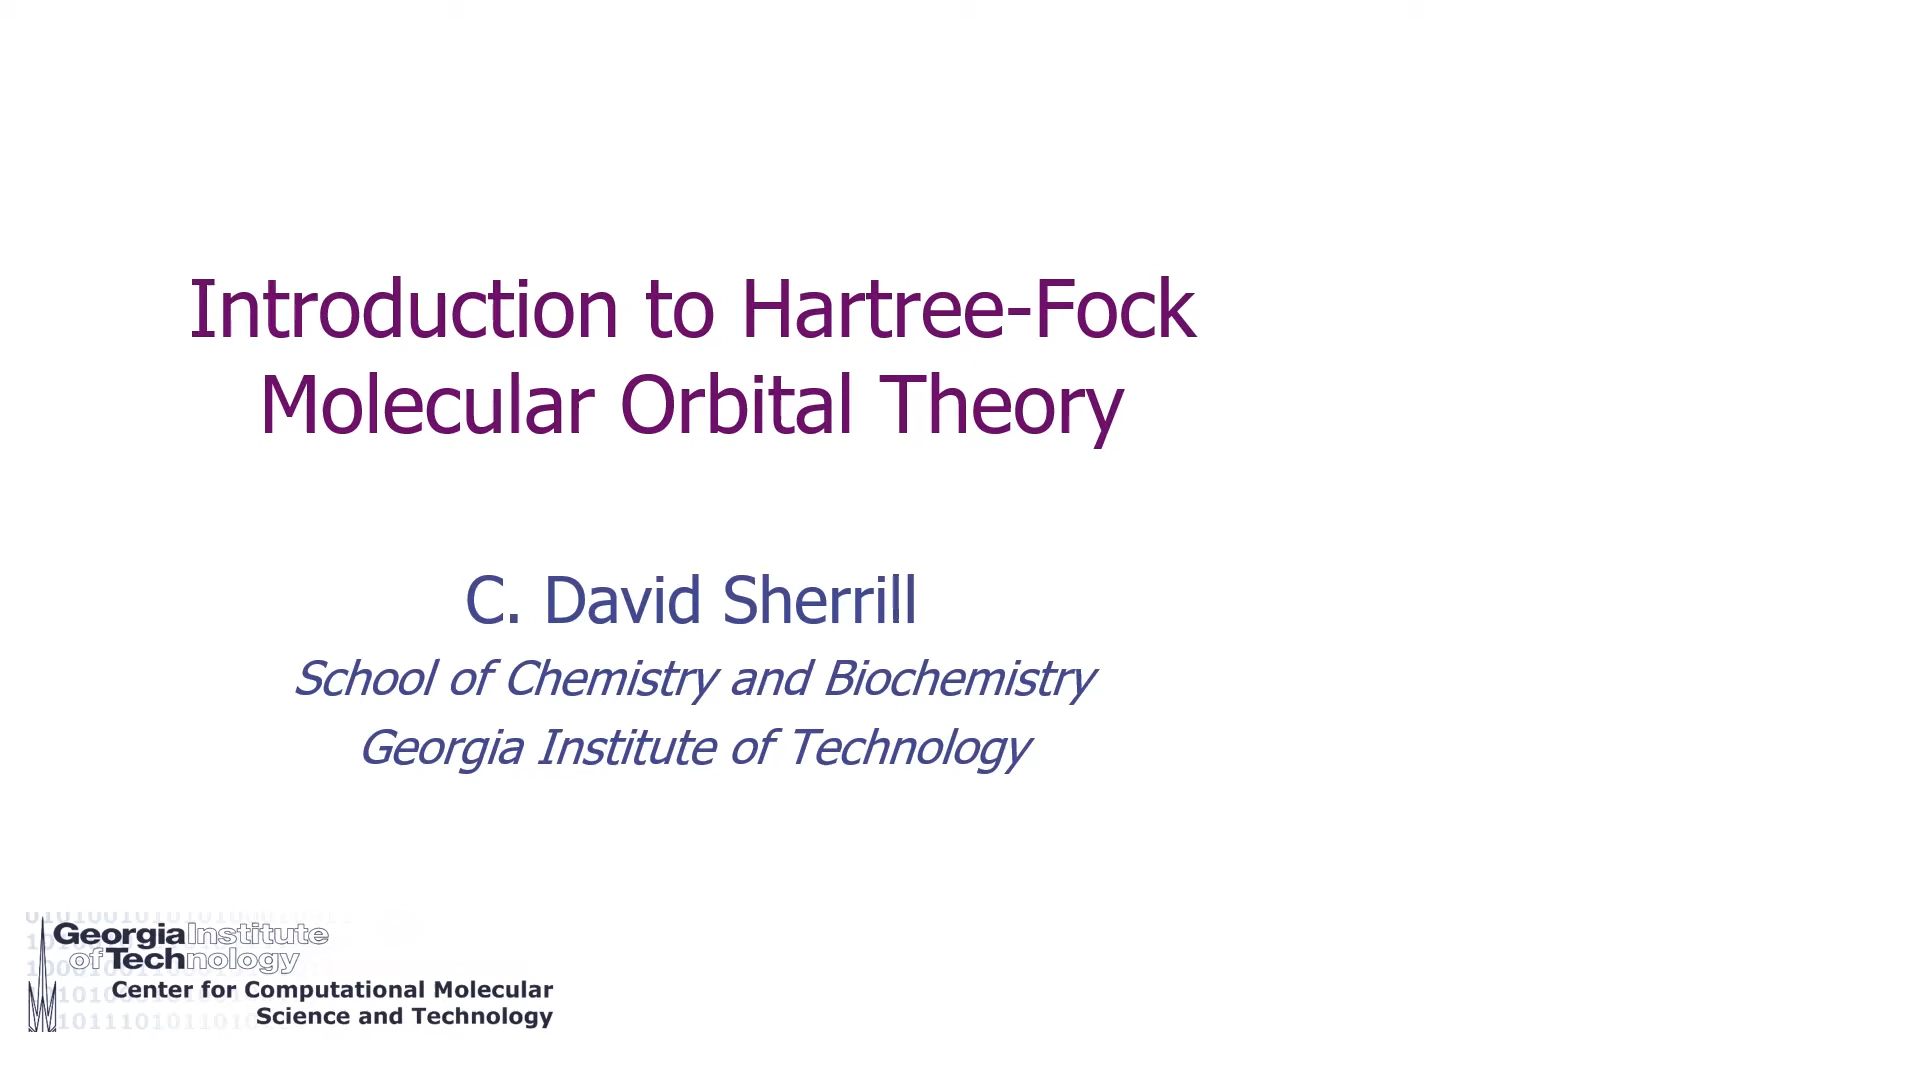 Introduction to Hartree-Fock
Molecular Orbital Theory
C. David Sherrill
School of Chemistry and Biochemistry
Georgia Institute of Technology
Georgia Institute
of Technology
Center for Computational Molecular
Science and Technology